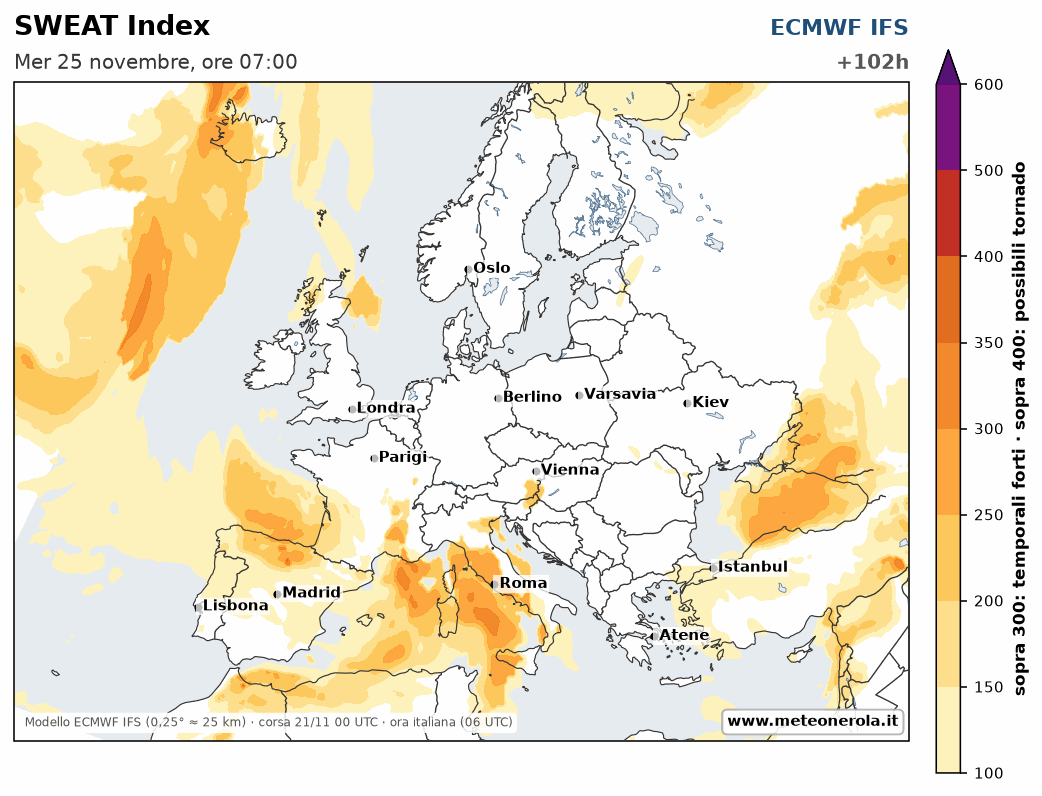 SWEAT Index
ECMWF IFS
Mer 25 novembre, ore 07:00
+102h
Oslo
Berlino
Varsavia
Londra
Kiev
Parigi
Vienna
Istanbul
Roma
Madrid
Lisbona
Atene
Modello ECMWF IFS (0,25° ≈ 25 km) · corsa 21/11 00 UTC · ora italiana (06 UTC)
www.meteonerola.it
600
500
400
350
300
250
200
150
100
sopra 300: temporali forti · sopra 400: possibili tornado